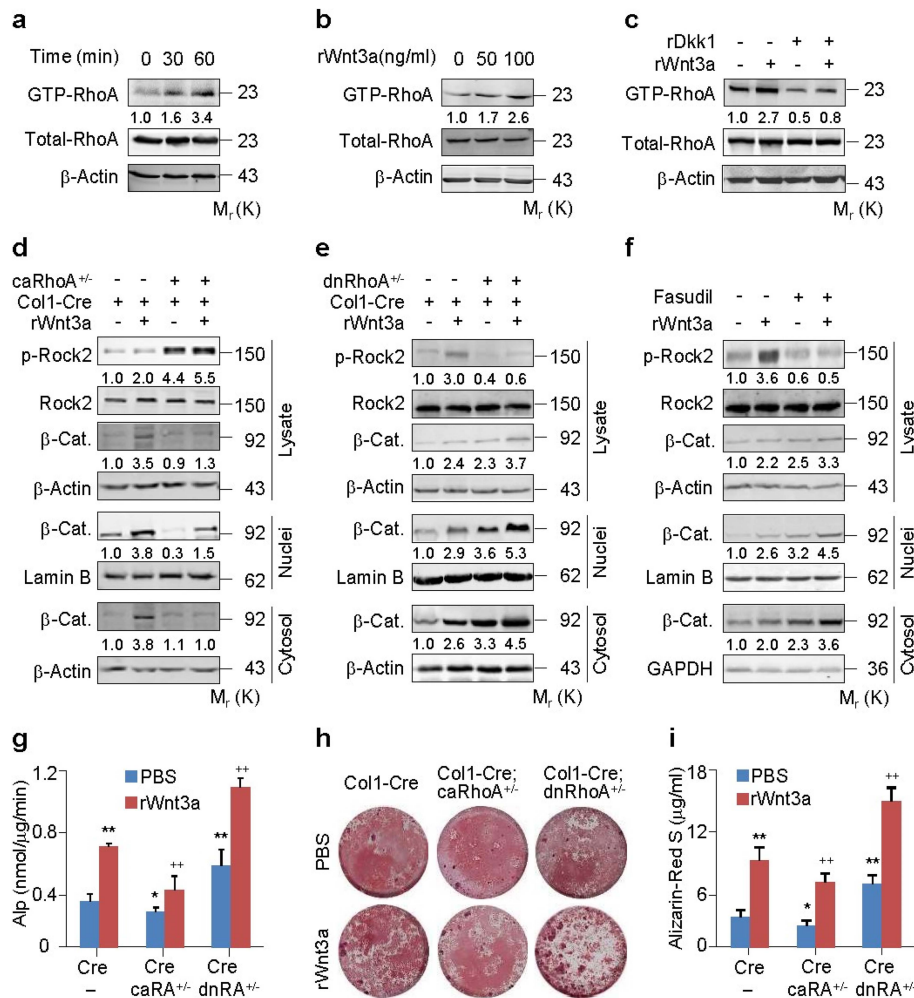 a
Time (min) 0 30 60
GTP-RhoA 23
1.0 1.6 3.4
Total-RhoA 23
β-Actin 43
Mr (K)
b
rWnt3a(ng/ml) 0 50 100
GTP-RhoA 23
1.0 1.7 2.6
Total-RhoA 23
β-Actin 43
Mr (K)
c
rDkk1 - - + +
rWnt3a - + - +
GTP-RhoA 23
1.0 2.7 0.5 0.8
Total-RhoA 23
β-Actin 43
Mr (K)
d
caRhoA+/- - - + +
Col1-Cre + + + +
rWnt3a - + - +
p-Rock2 150
1.0 2.0 4.4 5.5
Rock2 150
β-Cat. 92
1.0 3.5 0.9 1.3
β-Actin 43
Lysate
β-Cat. 92
1.0 3.8 0.3 1.5
Lamin B 62
Nuclei
β-Cat. 92
1.0 3.8 1.1 1.0
β-Actin 43
Cytosol
Mr (K)
e
dnRhoA+/- - - + +
Col1-Cre + + + +
rWnt3a - + - +
p-Rock2 150
1.0 3.0 0.4 0.6
Rock2 150
β-Cat. 92
1.0 2.4 2.3 3.7
β-Actin 43
Lysate
β-Cat. 92
1.0 2.9 3.6 5.3
Lamin B 62
Nuclei
β-Cat. 92
1.0 2.6 3.3 4.5
β-Actin 43
Cytosol
Mr (K)
f
Fasudil - - + +
rWnt3a - + - +
p-Rock2 150
1.0 3.6 0.6 0.5
Rock2 150
β-Cat. 92
1.0 2.2 2.5 3.3
β-Actin 43
Lysate
β-Cat. 92
1.0 2.6 3.2 4.5
Lamin B 62
Nuclei
β-Cat. 92
1.0 2.0 2.3 3.6
GAPDH 36
Cytosol
Mr (K)
g
Alp (nmol/μg/min)
1.2
0.8
0.4
0
PBS
rWnt3a
**
*
++
**
++
Cre Cre Cre
– caRA+/- dnRA+/-
h
Col1-Cre Col1-Cre; Col1-Cre;
caRhoA+/- dnRhoA+/-
PBS
rWnt3a
i
Alizarin-Red S (μg/ml)
18
12
6
0
PBS
rWnt3a
**
*
++
**
++
Cre Cre Cre
– caRA+/- dnRA+/-